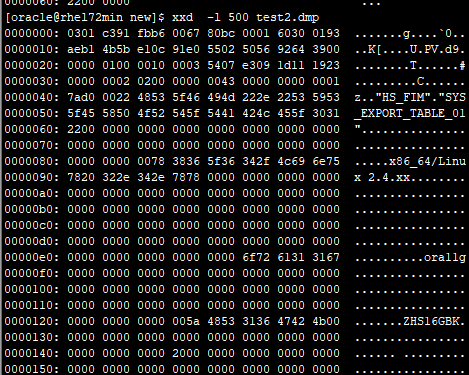 0000060: 2200 0000 ...
[oracle@rhel72min new]$ xxd -l 500 test2.dmp
0000000: 0301 c391 fbb6 0067 80bc 0001 6030 0193 .......g....`0..
0000010: aeb1 4b5b e10c 91e0 5502 5056 9264 3900 ..K[....U.PV.d9.
0000020: 0000 0100 0010 0003 5407 e309 1d11 1923 ........T......#
0000030: 0000 0002 0200 0000 0043 0000 0000 0001 .........C......
0000040: 7ad0 0022 4853 5f46 494d 222e 2253 5953 z.."HS_FIM"."SYS
0000050: 5f45 5850 4f52 545f 5441 424c 455f 3031 _EXPORT_TABLE_01
0000060: 2200 0000 0000 0000 0000 0000 0000 0000 "...............
0000070: 0000 0000 0000 0000 0000 0000 0000 0000 ................
0000080: 0000 0000 0078 3836 5f36 342f 4c69 6e75 .....x86_64/Linu
0000090: 7820 322e 342e 7878 0000 0000 0000 0000 x 2.4.xx........
00000a0: 0000 0000 0000 0000 0000 0000 0000 0000 ................
00000b0: 0000 0000 0000 0000 0000 0000 0000 0000 ................
00000c0: 0000 0000 0000 0000 0000 0000 0000 0000 ................
00000d0: 0000 0000 0000 0000 0000 0000 0000 0000 ................
00000e0: 0000 0000 0000 0000 0000 6f72 6131 3167 ..........ora11g
00000f0: 0000 0000 0000 0000 0000 0000 0000 0000 ................
0000100: 0000 0000 0000 0000 0000 0000 0000 0000 ................
0000110: 0000 0000 0000 0000 0000 0000 0000 0000 ................
0000120: 0000 0000 0000 005a 4853 3136 4742 4b00 .......ZHS16GBK.
0000130: 0000 0000 0000 0000 0000 0000 0000 0000 ................
0000140: 0000 0000 0000 2000 0000 0000 0000 0000 ...... .........
0000150: 0000 0000 0000 0000 0000 0000 0000 0000 ................